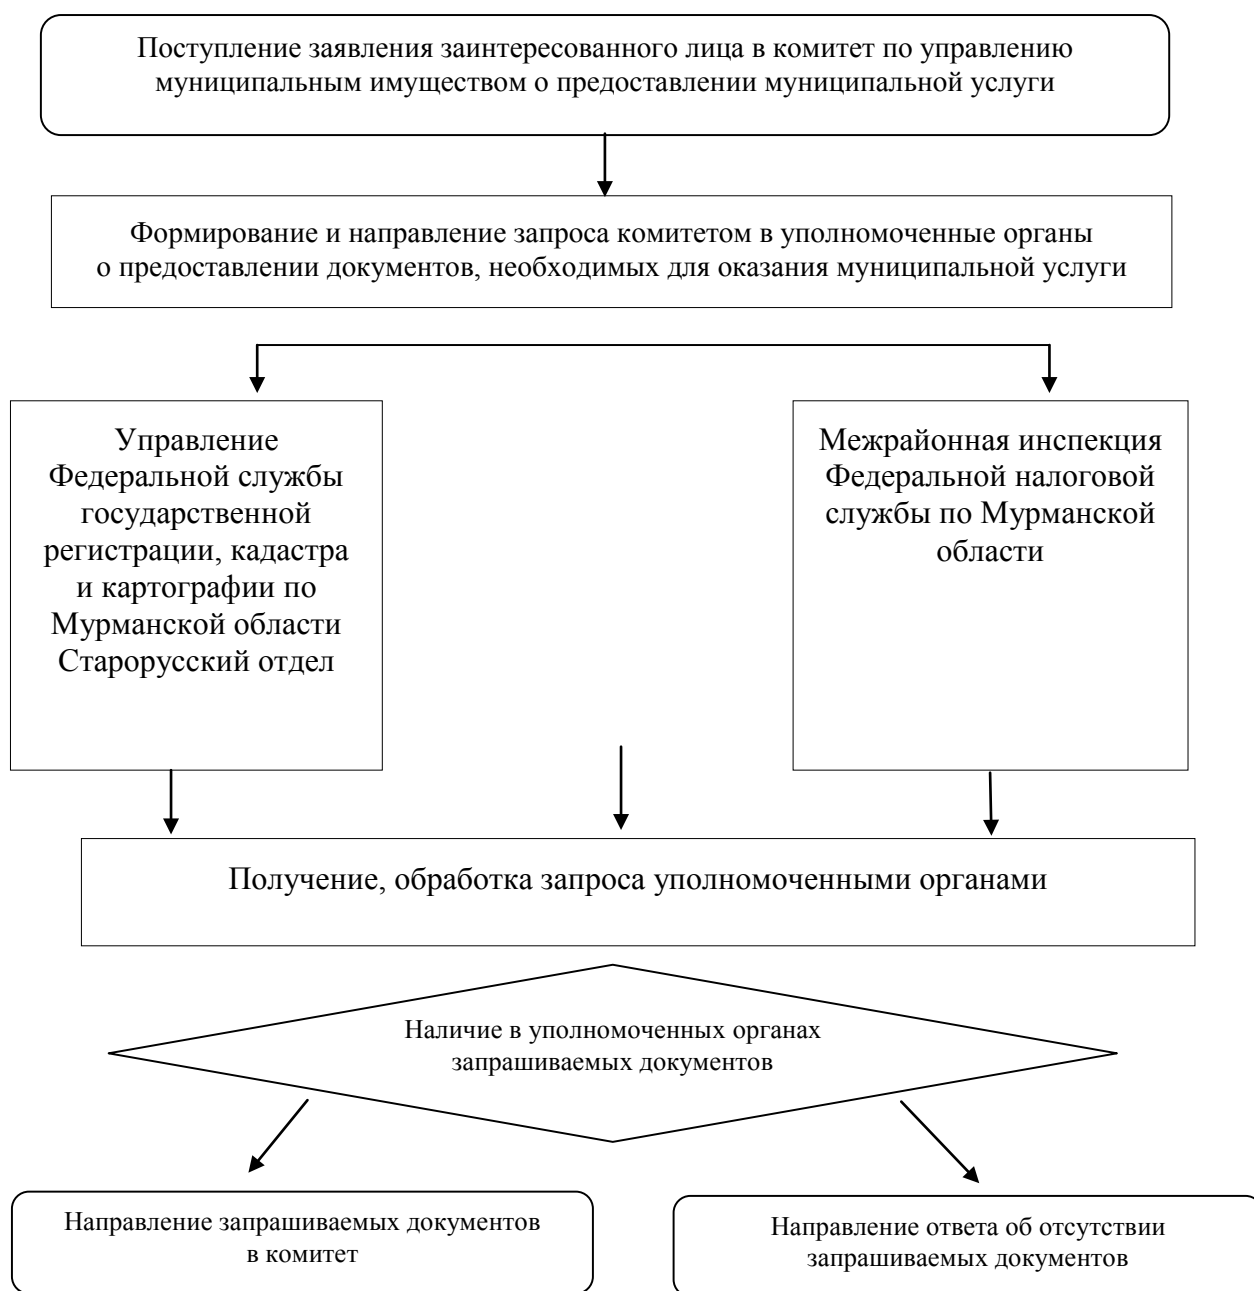 Поступление заявления заинтересованного лица в комитет по управлению
муниципальным имуществом о предоставлении муниципальной услуги
Формирование и направление запроса комитетом в уполномоченные органы
о предоставлении документов, необходимых для оказания муниципальной услуги
Управление
Федеральной службы
государственной
регистрации, кадастра
и картографии по
Мурманской области
Старорусский отдел
Межрайонная инспекция
Федеральной налоговой
службы по Мурманской
области
Получение, обработка запроса уполномоченными органами
Наличие в уполномоченных органах
запрашиваемых документов
Направление запрашиваемых документов
в комитет
Направление ответа об отсутствии
запрашиваемых документов